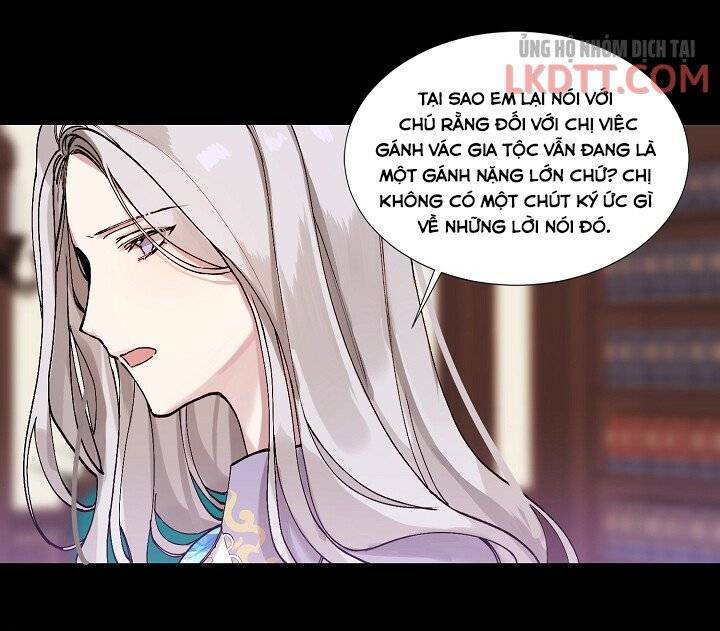 ỦNG HỘ NHÓM DỊCH TẠI
LKDTT.COM
TẠI SAO EM LẠI NÓI VỚI
CHÚ RẰNG ĐỐI VỚI CHỊ VIỆC
GÁNH VÁC GIA TỘC VẪN ĐANG LÀ
MỘT GÁNH NẶNG LỚN CHỨ? CHỊ
KHÔNG CÓ MỘT CHÚT KÝ ỨC GÌ
VỀ NHỮNG LỜI NÓI ĐÓ.